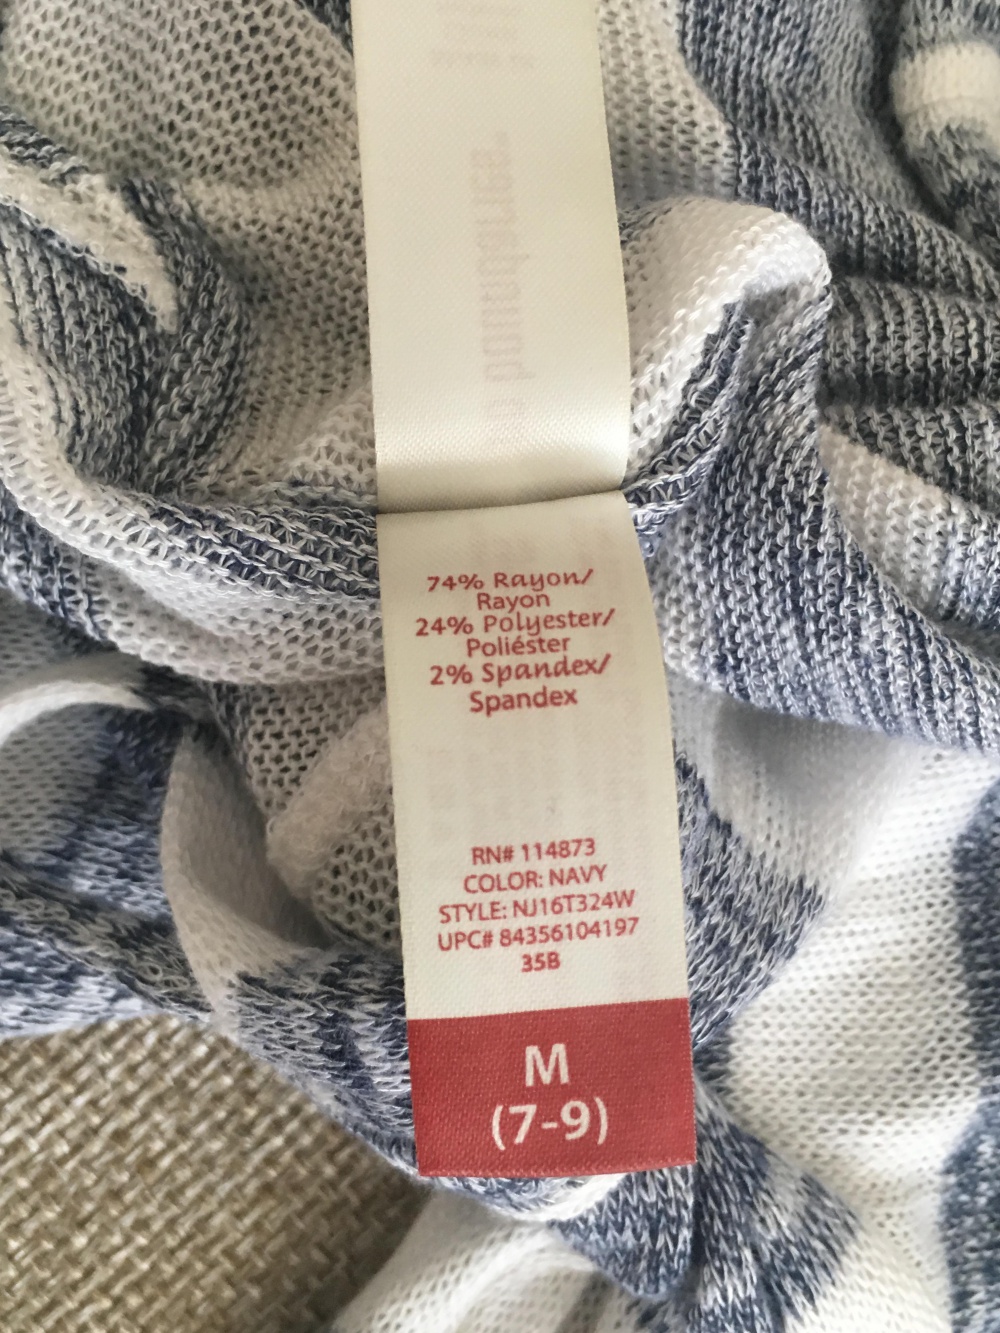 74% Rayon/
Rayon
24% Polyester/
Poliéster
2% Spandex/
Spandex
RN# 114873
COLOR: NAVY
STYLE: NJ16T324W
UPC# 84356104197
35B
M
(7-9)